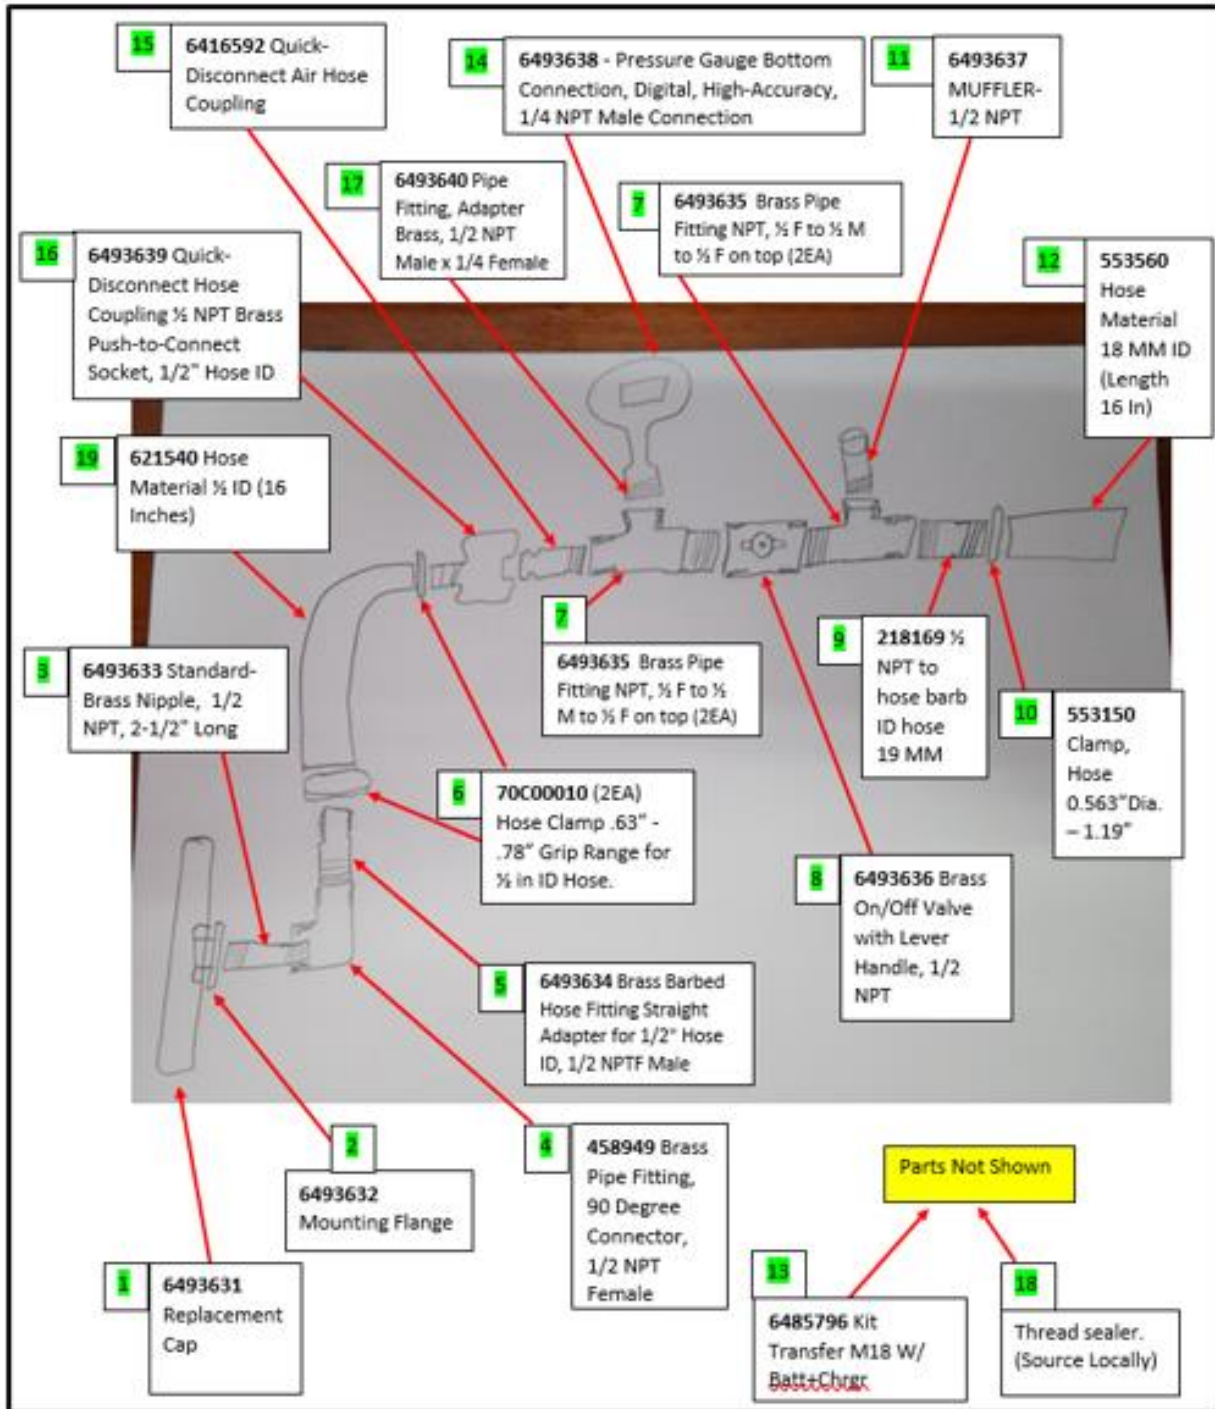 15
6416592 Quick-
Disconnect Air Hose
Coupling
14
6493638 - Pressure Gauge Bottom
Connection, Digital, High-Accuracy,
1/4 NPT Male Connection
11
6493637
MUFFLER-
1/2 NPT
17
6493640 Pipe
Fitting, Adapter
Brass, 1/2 NPT
Male x 1/4 Female
7
6493635 Brass Pipe
Fitting NPT, ½ F to ½ M
to ½ F on top (2EA)
16
6493639 Quick-
Disconnect Hose
Coupling ½ NPT Brass
Push-to-Connect
Socket, 1/2" Hose ID
12
553560
Hose
Material
18 MM ID
(Length
16 In)
19
621540 Hose
Material ½ ID (16
Inches)
3
6493633 Standard-
Brass Nipple, 1/2
NPT, 2-1/2" Long
7
6493635 Brass Pipe
Fitting NPT, ½ F to ½
M to ½ F on top (2EA)
9
218169 ½
NPT to
hose barb
ID hose
19 MM
10
553150
Clamp,
Hose
0.563"Dia.
– 1.19"
6
70C00010 (2EA)
Hose Clamp .63" -
.78" Grip Range for
½ in ID Hose.
8
6493636 Brass
On/Off Valve
with Lever
Handle, 1/2
NPT
5
6493634 Brass Barbed
Hose Fitting Straight
Adapter for 1/2" Hose
ID, 1/2 NPTF Male
2
6493632
Mounting Flange
4
458949 Brass
Pipe Fitting,
90 Degree
Connector,
1/2 NPT
Female
Parts Not Shown
1
6493631
Replacement
Cap
13
6485796 Kit
Transfer M18 W/
Batt+Chrgr
18
Thread sealer.
(Source Locally)